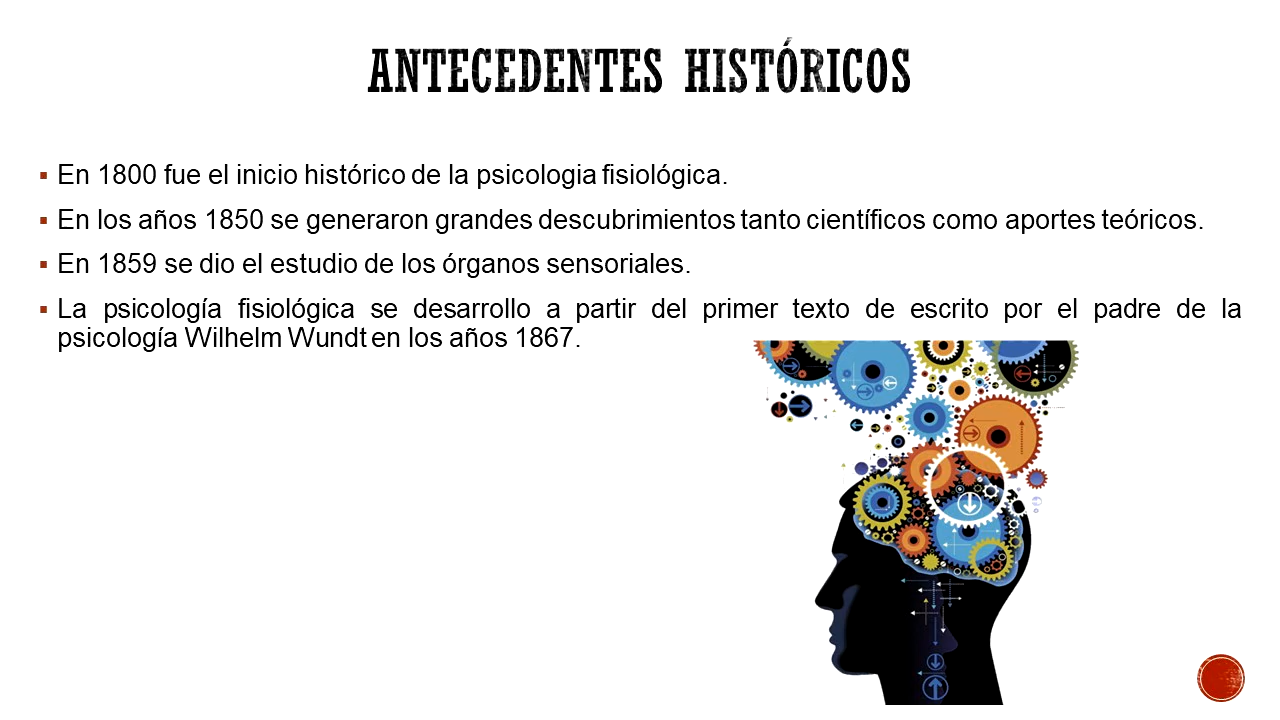 ANTECEDENTES HISTÓRICOS
▪ En 1800 fue el inicio histórico de la psicologia fisiológica.
▪ En los años 1850 se generaron grandes descubrimientos tanto científicos como aportes teóricos.
▪ En 1859 se dio el estudio de los órganos sensoriales.
▪ La psicología fisiológica se desarrollo a partir del primer texto de escrito por el padre de la
psicología Wilhelm Wundt en los años 1867.